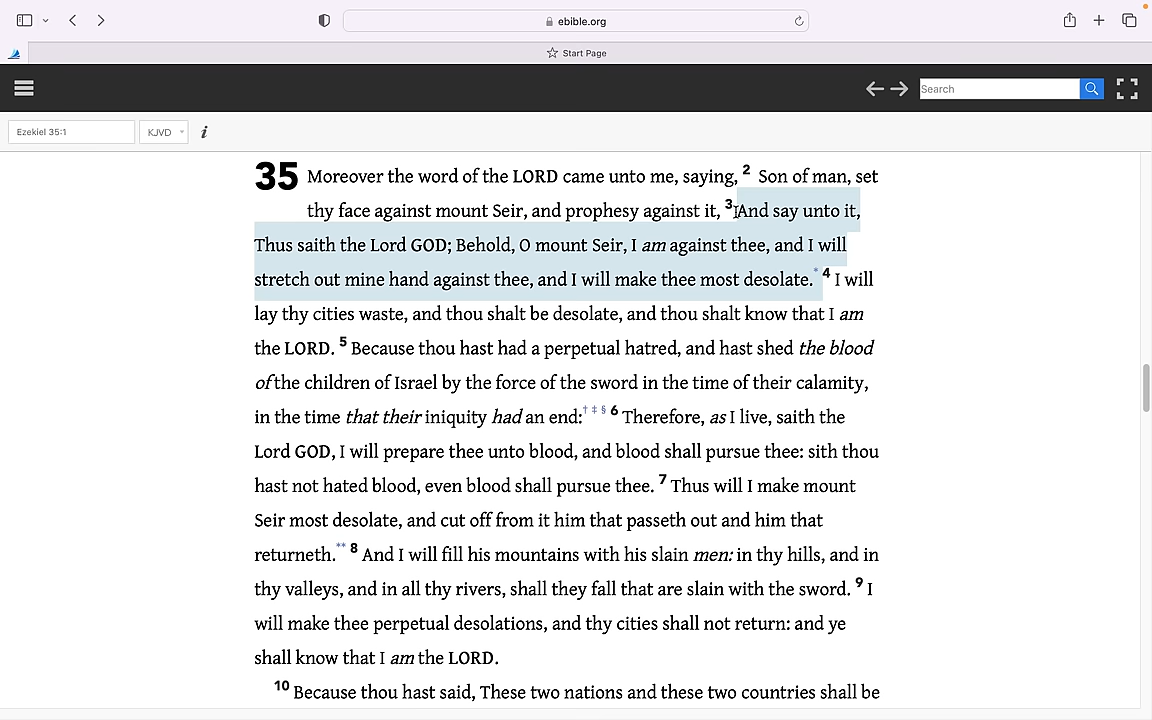 ebible.org
Start Page
Search
Ezekiel 35:1
KJVD
i
35 Moreover the word of the LORD came unto me, saying, 2 Son of man, set
thy face against mount Seir, and prophesy against it, 3 And say unto it,
Thus saith the Lord GOD; Behold, O mount Seir, I am against thee, and I will
stretch out mine hand against thee, and I will make thee most desolate.* 4 I will
lay thy cities waste, and thou shalt be desolate, and thou shalt know that I am
the LORD. 5 Because thou hast had a perpetual hatred, and hast shed the blood
of the children of Israel by the force of the sword in the time of their calamity,
in the time that their iniquity had an end:† ‡ § 6 Therefore, as I live, saith the
Lord GOD, I will prepare thee unto blood, and blood shall pursue thee: sith thou
hast not hated blood, even blood shall pursue thee. 7 Thus will I make mount
Seir most desolate, and cut off from it him that passeth out and him that
returneth.** 8 And I will fill his mountains with his slain men: in thy hills, and in
thy valleys, and in all thy rivers, shall they fall that are slain with the sword. 9 I
will make thee perpetual desolations, and thy cities shall not return: and ye
shall know that I am the LORD.
10 Because thou hast said, These two nations and these two countries shall be